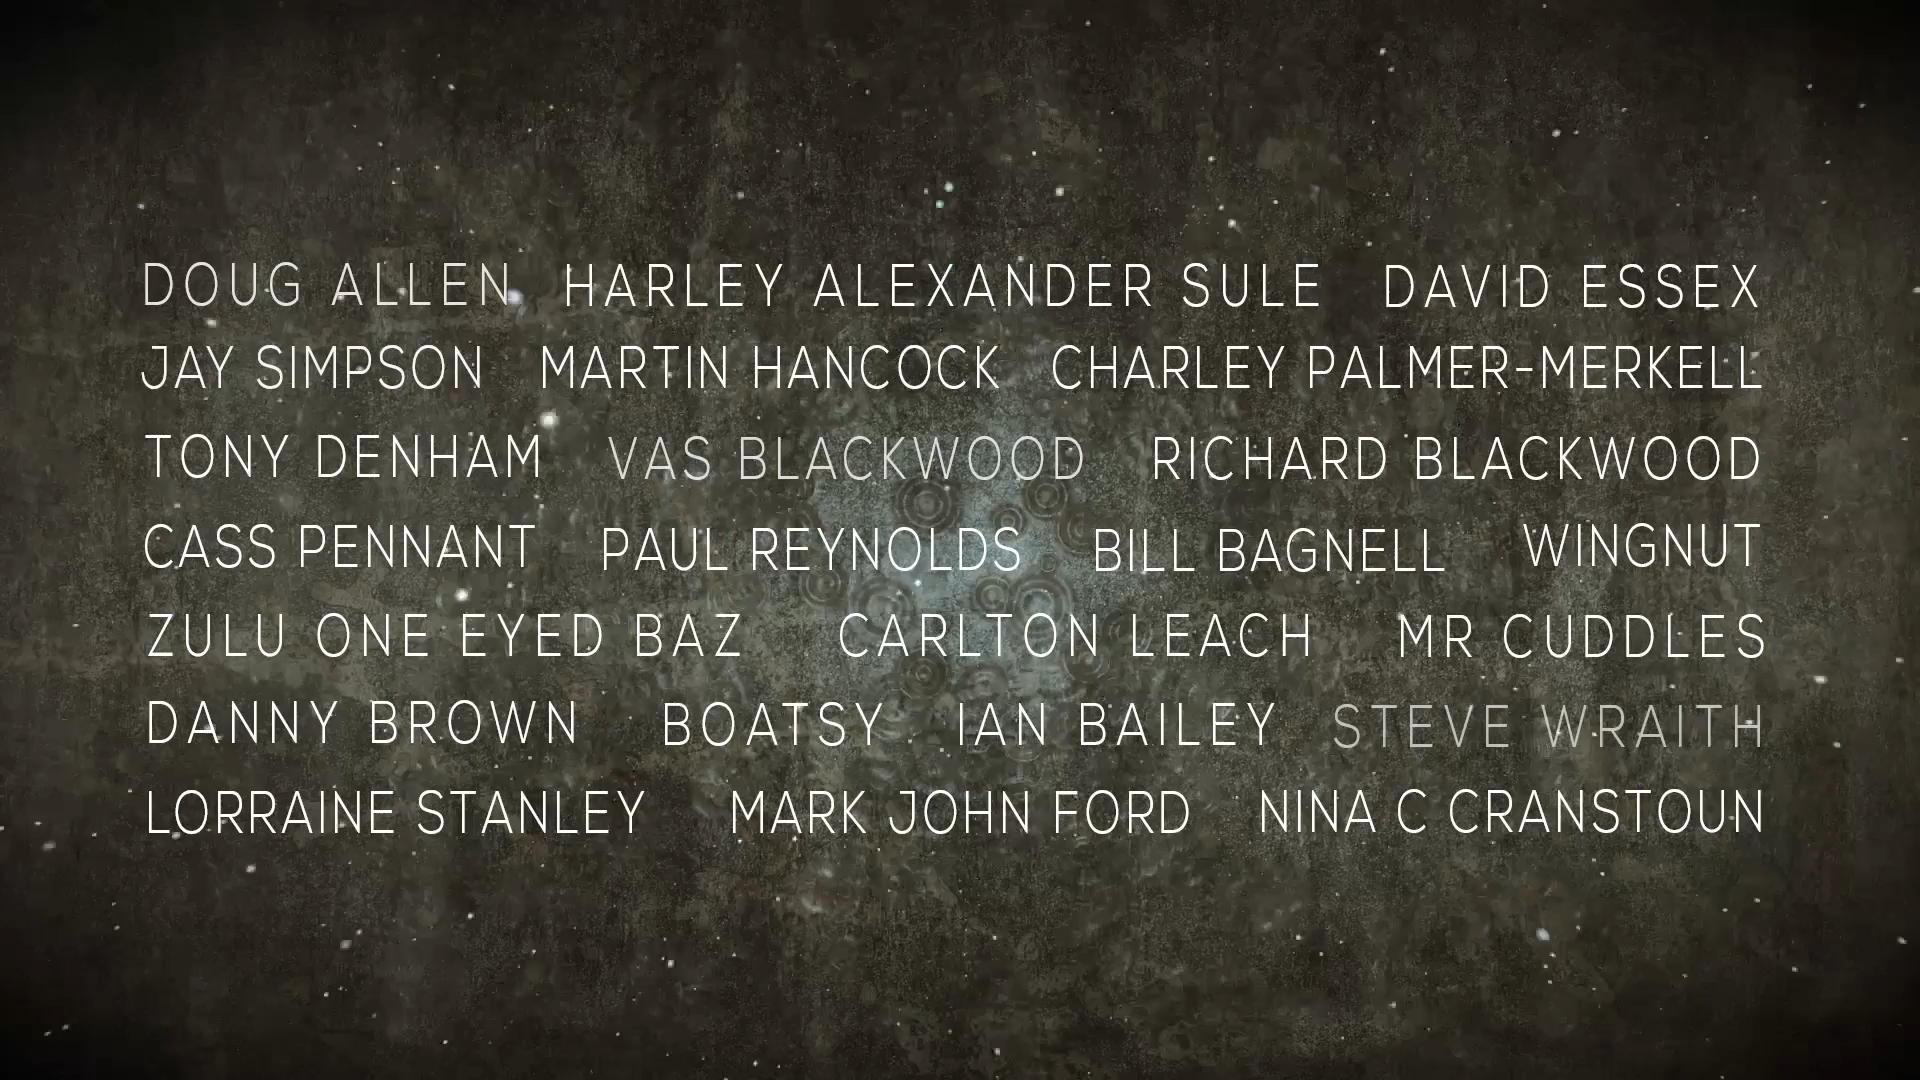 DOUG ALLEN HARLEY ALEXANDER SULE DAVID ESSEX
JAY SIMPSON MARTIN HANCOCK CHARLEY PALMER-MERKELL
TONY DENHAM VAS BLACKWOOD RICHARD BLACKWOOD
CASS PENNANT PAUL REYNOLDS BILL BAGNELL WINGNUT
ZULU ONE EYED BAZ CARLTON LEACH MR CUDDLES
DANNY BROWN BOATSY IAN BAILEY STEVE WRAITH
LORRAINE STANLEY MARK JOHN FORD NINA C CRANSTOUN